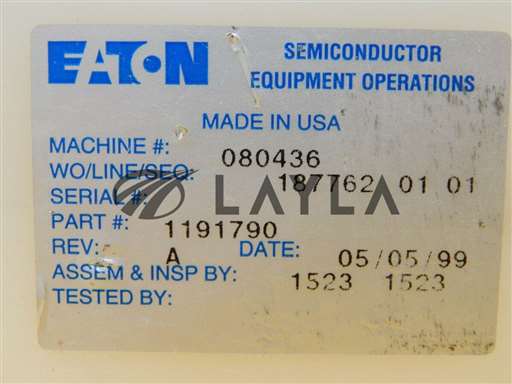 EATON SEMICONDUCTOR
EQUIPMENT OPERATIONS
MADE IN USA
MACHINE #: 080436
WO/LINE/SEQ: 187762 01 01
SERIAL #:
LAYLA
PART #: 1191790
REV: A DATE: 05/05/99
ASSEM & INSP BY: 1523 1523
TESTED BY: